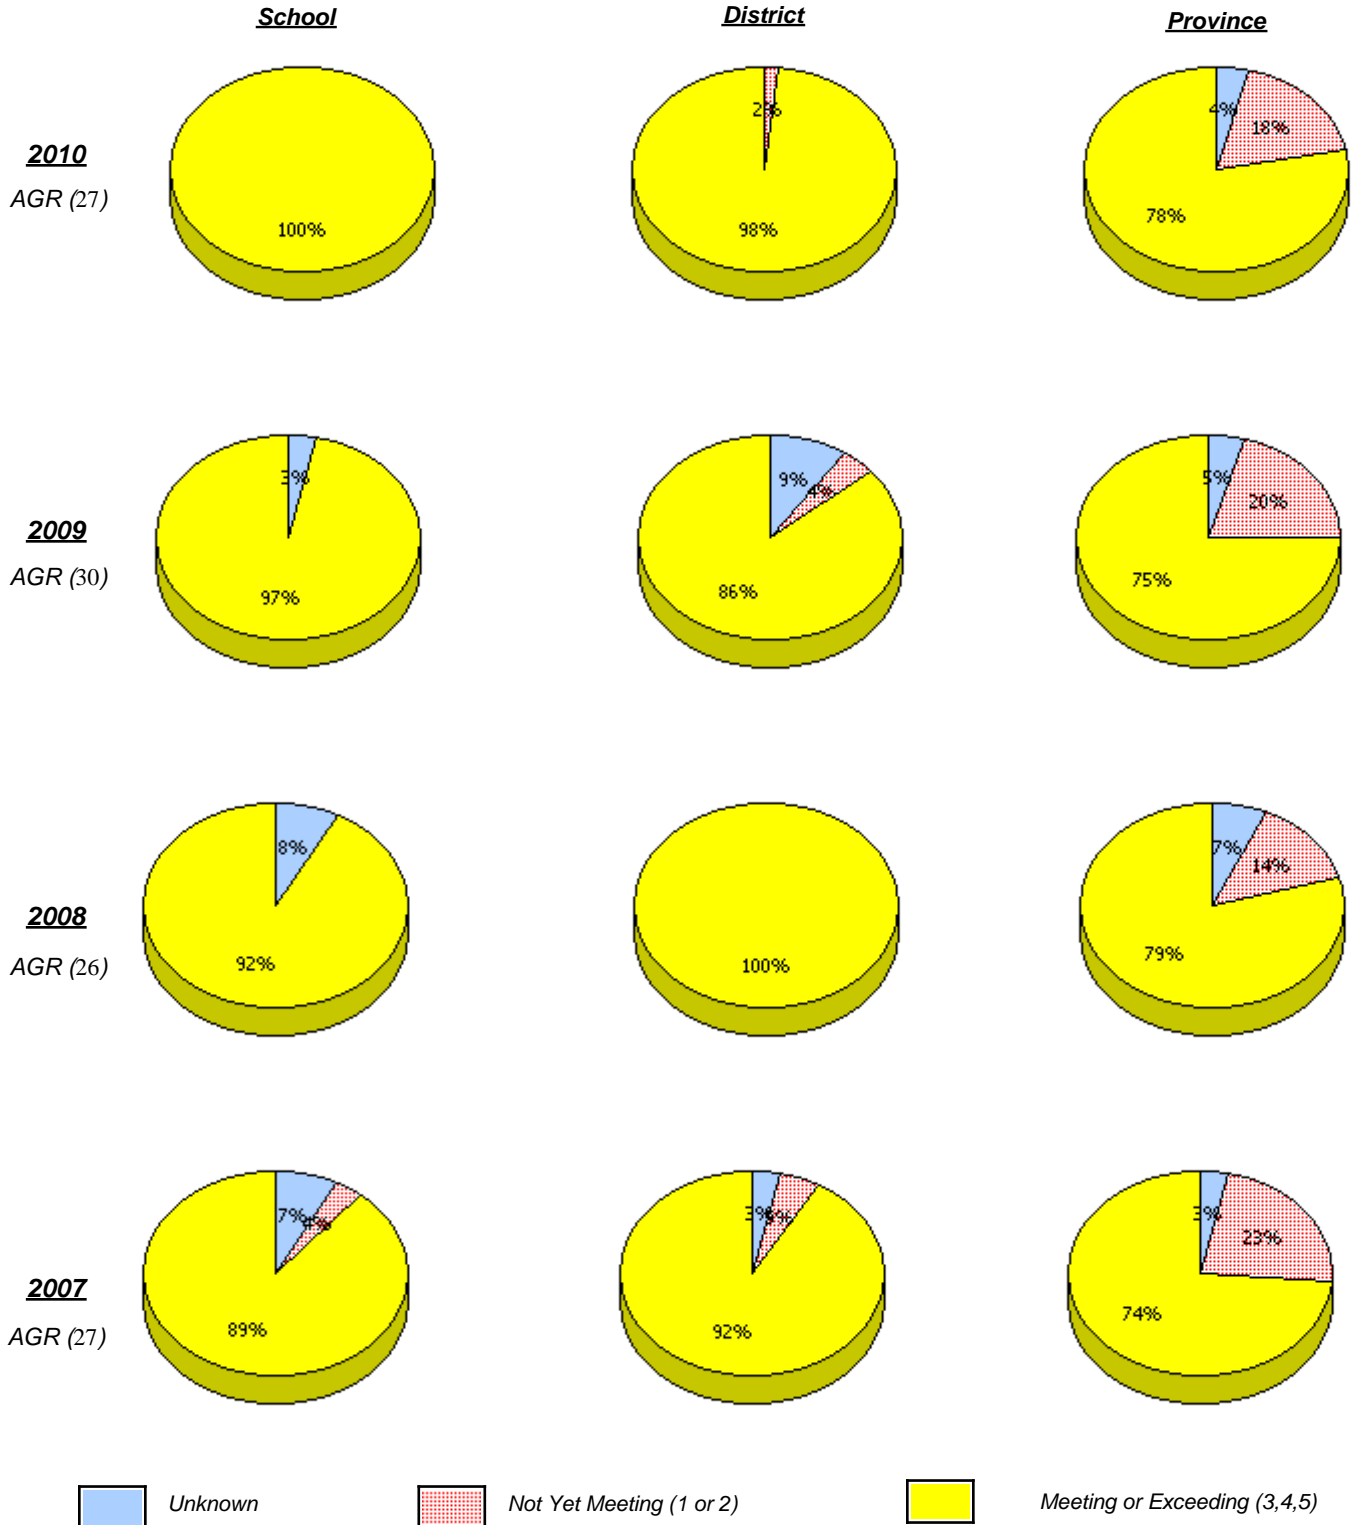 School District Province
2% 4% 18%
2010
AGR (27)
100% 98% 78%
3% 9% 4% 5% 20%
2009
AGR (30)
97% 86% 75%
8% 7% 14%
2008
AGR (26)
92% 100% 79%
7% 4% 3% 5% 3% 23%
2007
AGR (27)
89% 92% 74%
Unknown Not Yet Meeting (1 or 2) Meeting or Exceeding (3,4,5)